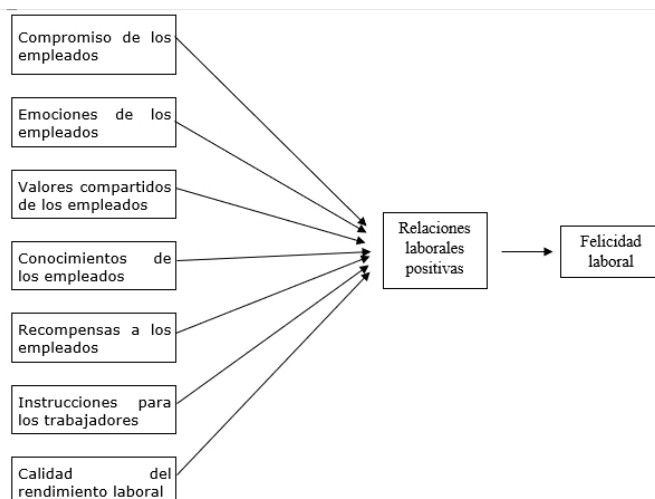 Compromiso de los
empleados
Emociones de los
empleados
Valores compartidos
de los empleados
Conocimientos de
los empleados
Recompensas a los
empleados
Instrucciones para
los trabajadores
Calidad del
rendimiento laboral
Relaciones
laborales
positivas
Felicidad
laboral